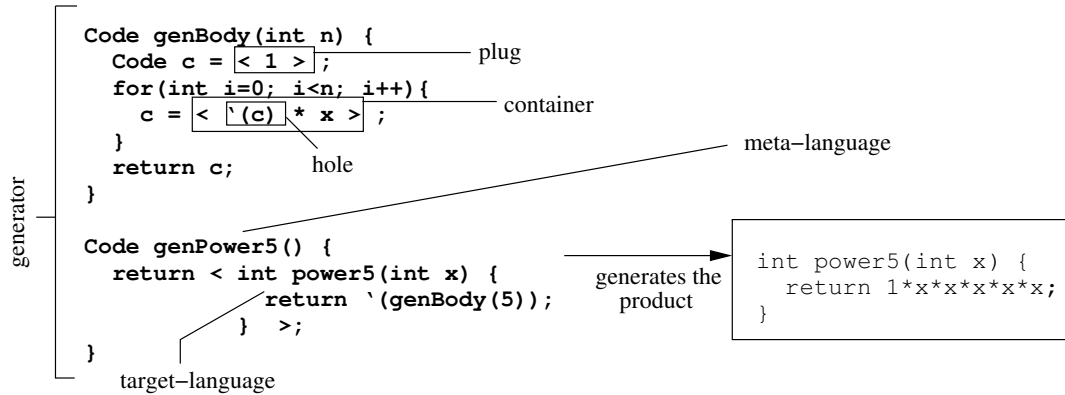 Code genBody(int n) {
Code c = < 1 > ;
plug
for(int i=0; i<n; i++){
c = < `(c) * x > ;
container
}
hole
return c;
}
meta−language
generator
Code genPower5() {
return < int power5(int x) {
return `(genBody(5));
} >;
}
target−language
generates the
product
int power5(int x) {
return 1*x*x*x*x*x;
}